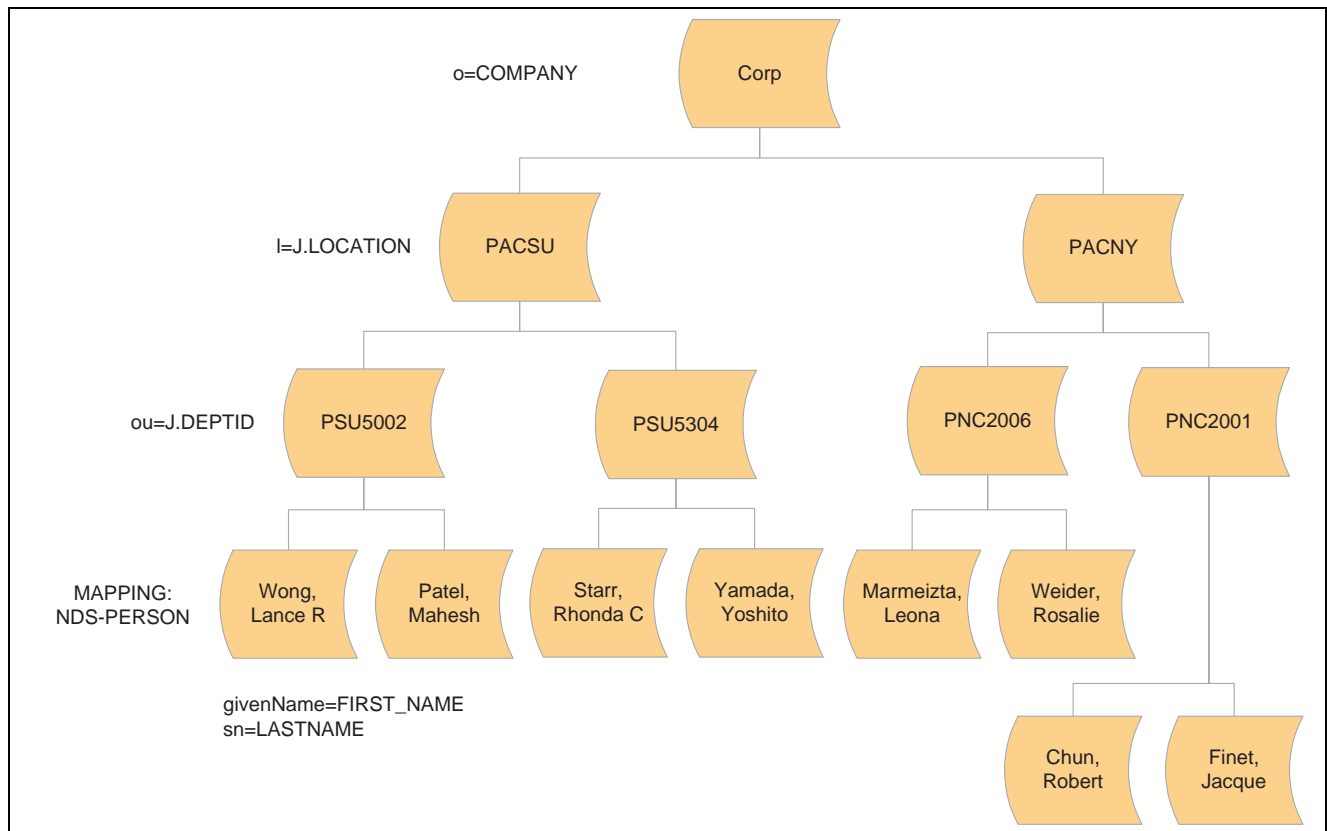 o=COMPANY
Corp
l=J.LOCATION
PACSU
PACNY
ou=J.DEPTID
PSU5002
PSU5304
PNC2006
PNC2001
MAPPING:
NDS-PERSON
Wong,
Lance R
Patel,
Mahesh
Starr,
Rhonda C
Yamada,
Yoshito
Marmeizta,
Leona
Weider,
Rosalie
givenName=FIRST_NAME
sn=LASTNAME
Chun,
Robert
Finet,
Jacque